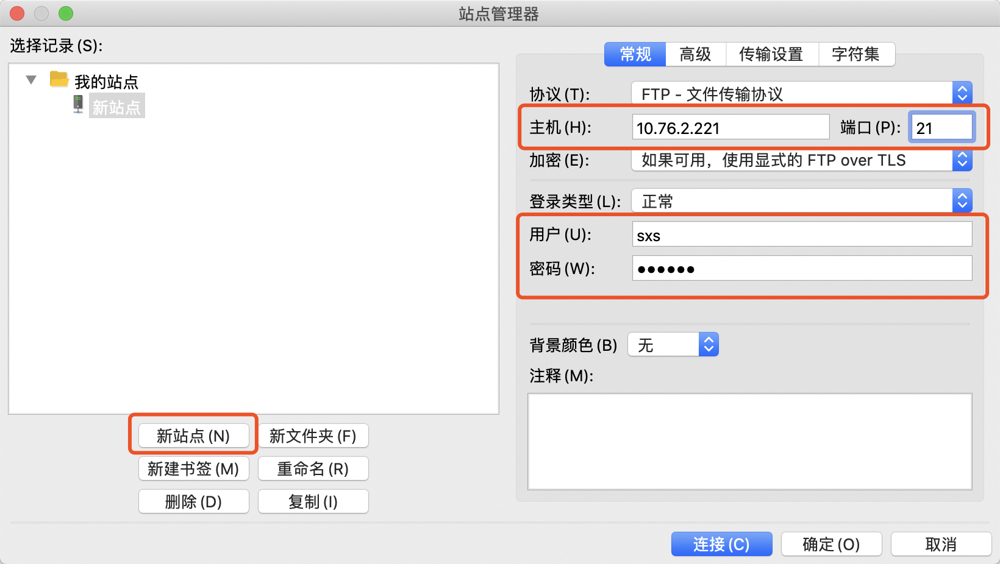 站点管理器
选择记录(S):
我的站点
新站点
新站点(N)
新文件夹(F)
新建书签(M)
重命名(R)
删除(D)
复制(I)
常规
高级
传输设置
字符集
协议(T):
FTP - 文件传输协议
主机(H):
10.76.2.221
端口(P):
21
加密(E):
如果可用，使用显式的 FTP over TLS
登录类型(L):
正常
用户(U):
sxs
密码(W):
●●●●●●
背景颜色(B)
无
注释(M):
连接(C)
确定(O)
取消